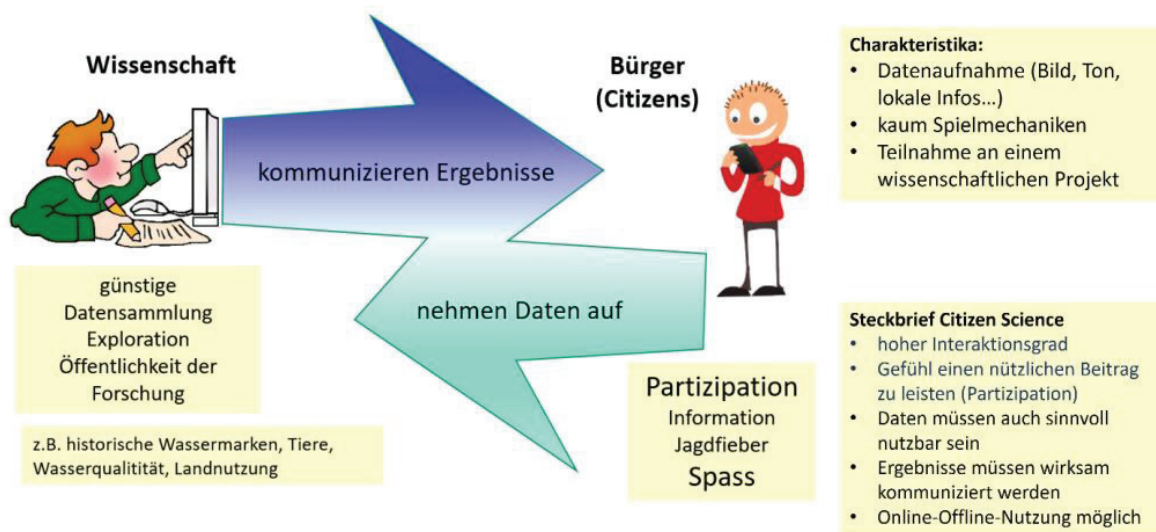 Wissenschaft
kommunizieren Ergebnisse
Bürger
(Citizens)
nehmen Daten auf
günstige
Datensammlung
Exploration
Öffentlichkeit der
Forschung
z.B. historische Wassermarken, Tiere,
Wasserqualitität, Landnutzung
Partizipation
Information
Jagdfieber
Spass
Charakteristika:
• Datenaufnahme (Bild, Ton,
lokale Infos...)
• kaum Spielmechaniken
• Teilnahme an einem
wissenschaftlichen Projekt
Steckbrief Citizen Science
• hoher Interaktionsgrad
• Gefühl einen nützlichen Beitrag
zu leisten (Partizipation)
• Daten müssen auch sinnvoll
nutzbar sein
• Ergebnisse müssen wirksam
kommuniziert werden
• Online-Offline-Nutzung möglich